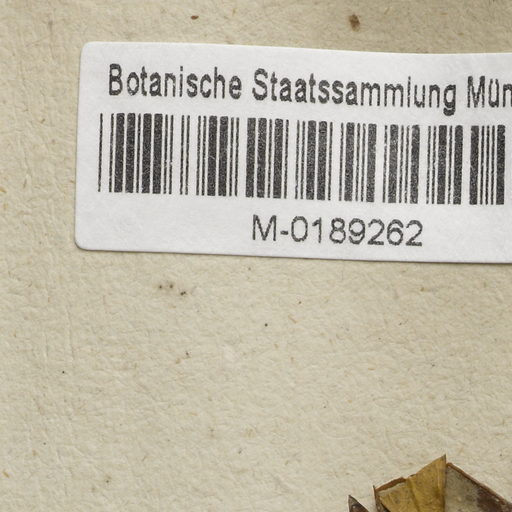 Botanische Staatssammlung Mün
M-0189262